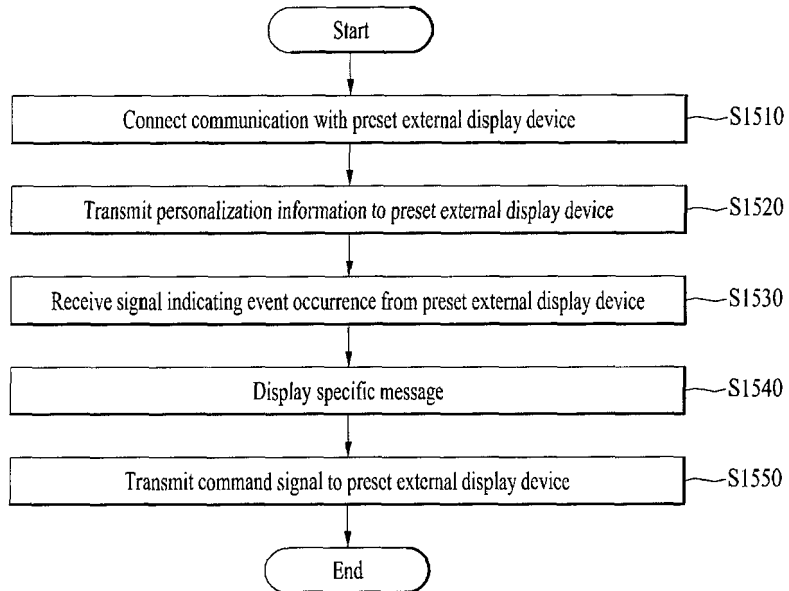 Start
Connect communication with preset external display device
S1510
Transmit personalization information to preset external display device
S1520
Receive signal indicating event occurrence from preset external display device
S1530
Display specific message
S1540
Transmit command signal to preset external display device
S1550
End